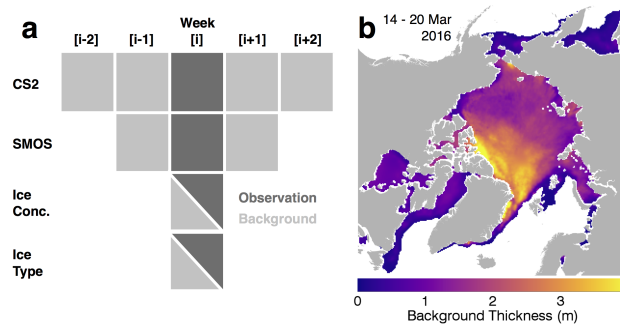 a
Week
[i-2] [i-1] [i] [i+1] [i+2]
CS2
SMOS
Ice
Conc.
Observation
Background
Ice
Type
b
14 - 20 Mar
2016
0 1 2 3
Background Thickness (m)